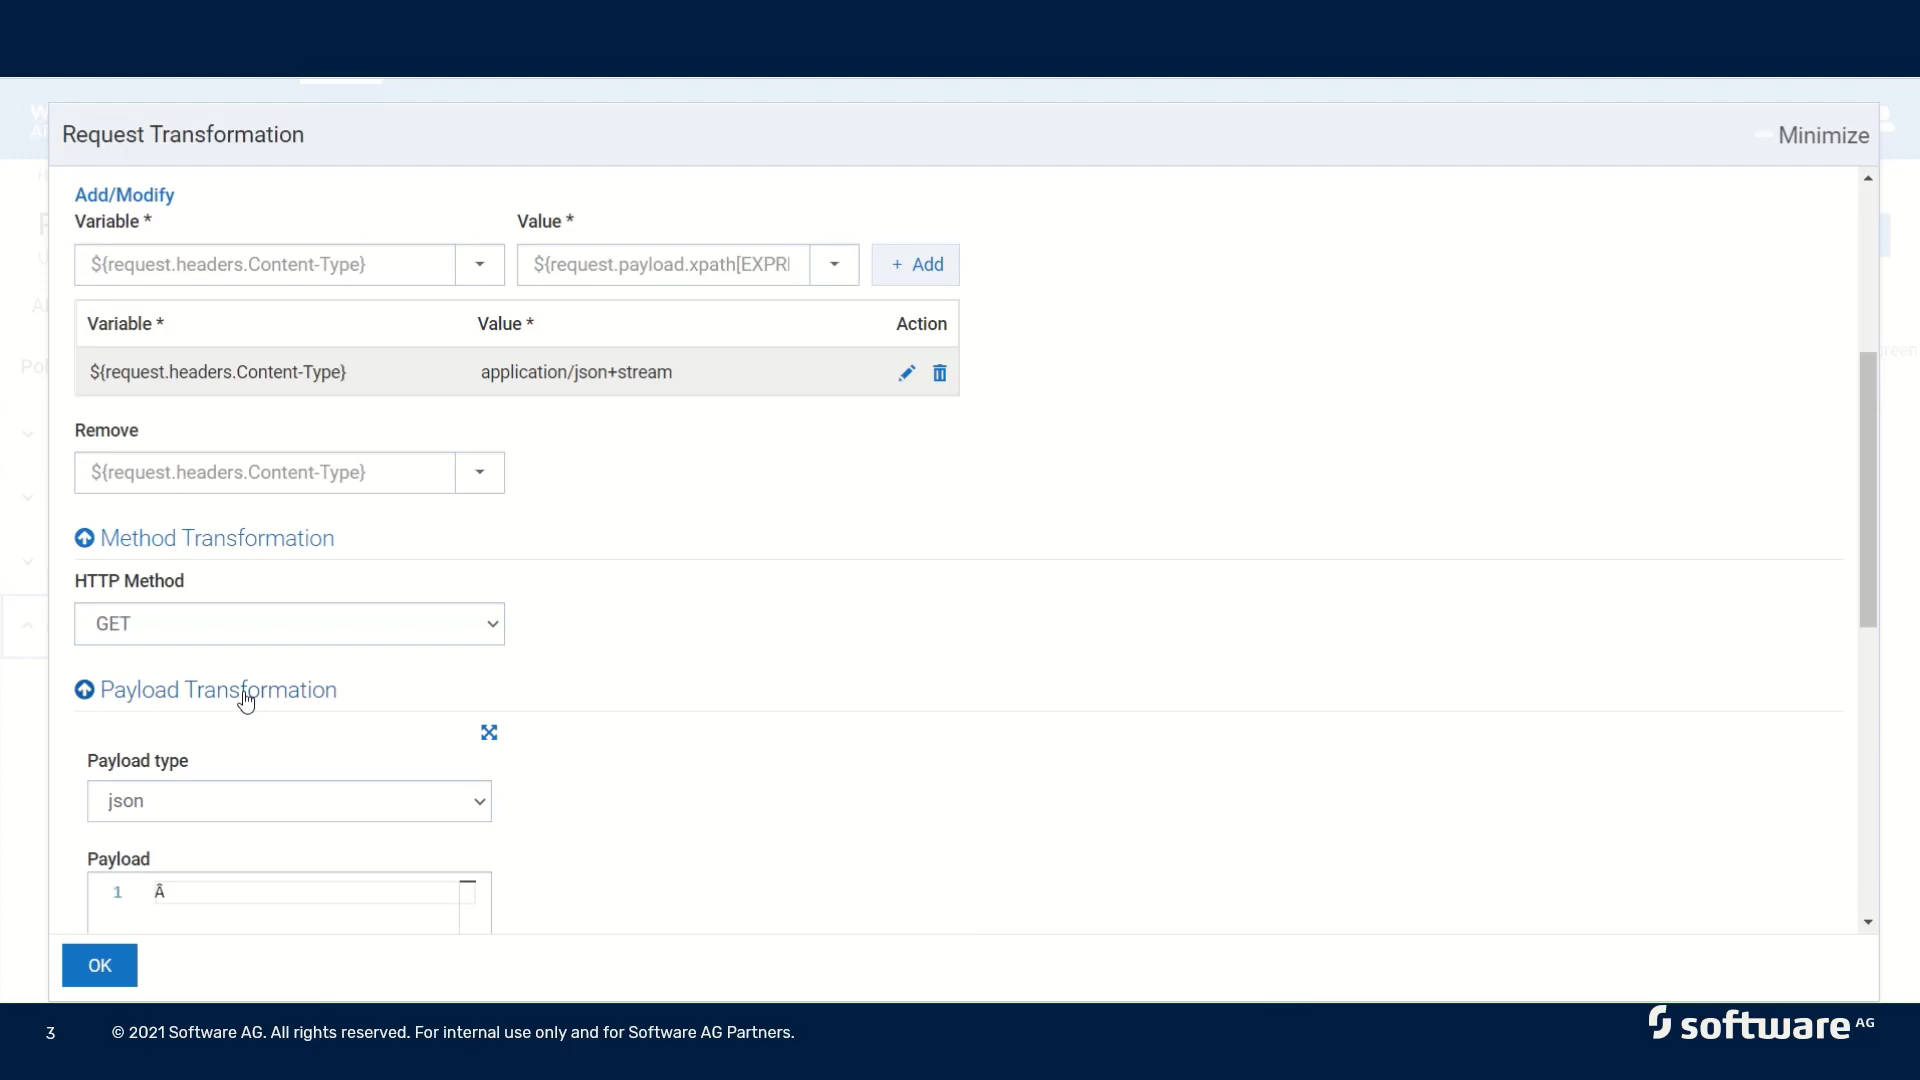 Request Transformation
Minimize
Add/Modify
Variable *
Value *
${request.headers.Content-Type}
${request.payload.xpath[EXPR
+ Add
Variable *
Value *
Action
${request.headers.Content-Type}
application/json+stream
Remove
${request.headers.Content-Type}
Method Transformation
HTTP Method
GET
Payload Transformation
Payload type
json
Payload
1
Â
OK
3
© 2021 Software AG. All rights reserved. For internal use only and for Software AG Partners.
software AG